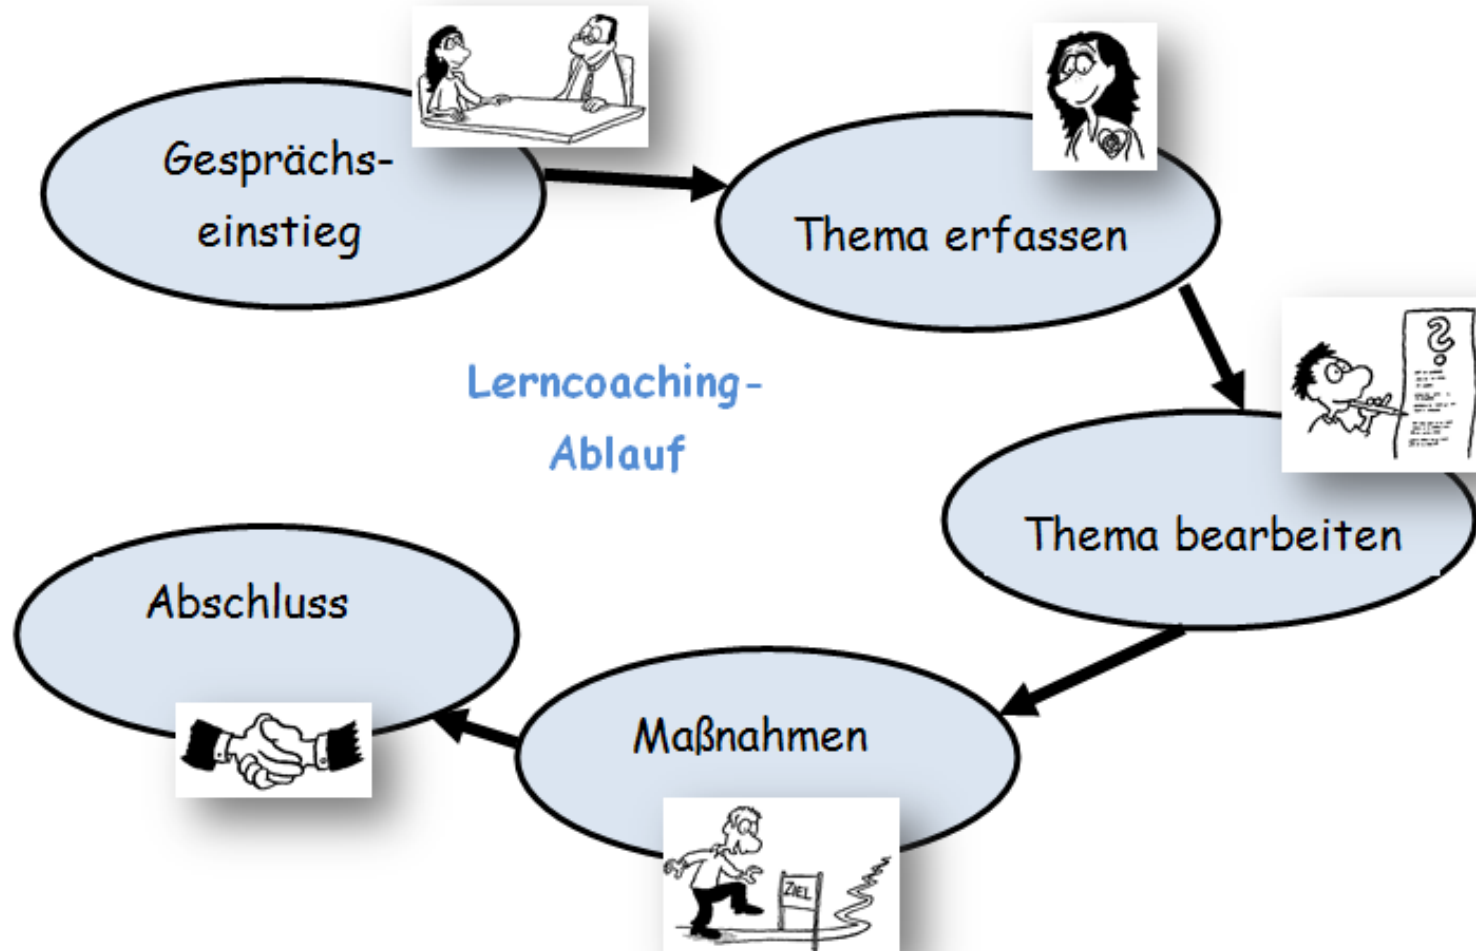 Gesprächs-
einstieg
Thema erfassen
Lerncoaching-
Ablauf
?
Thema bearbeiten
Abschluss
Maßnahmen
ZIEL